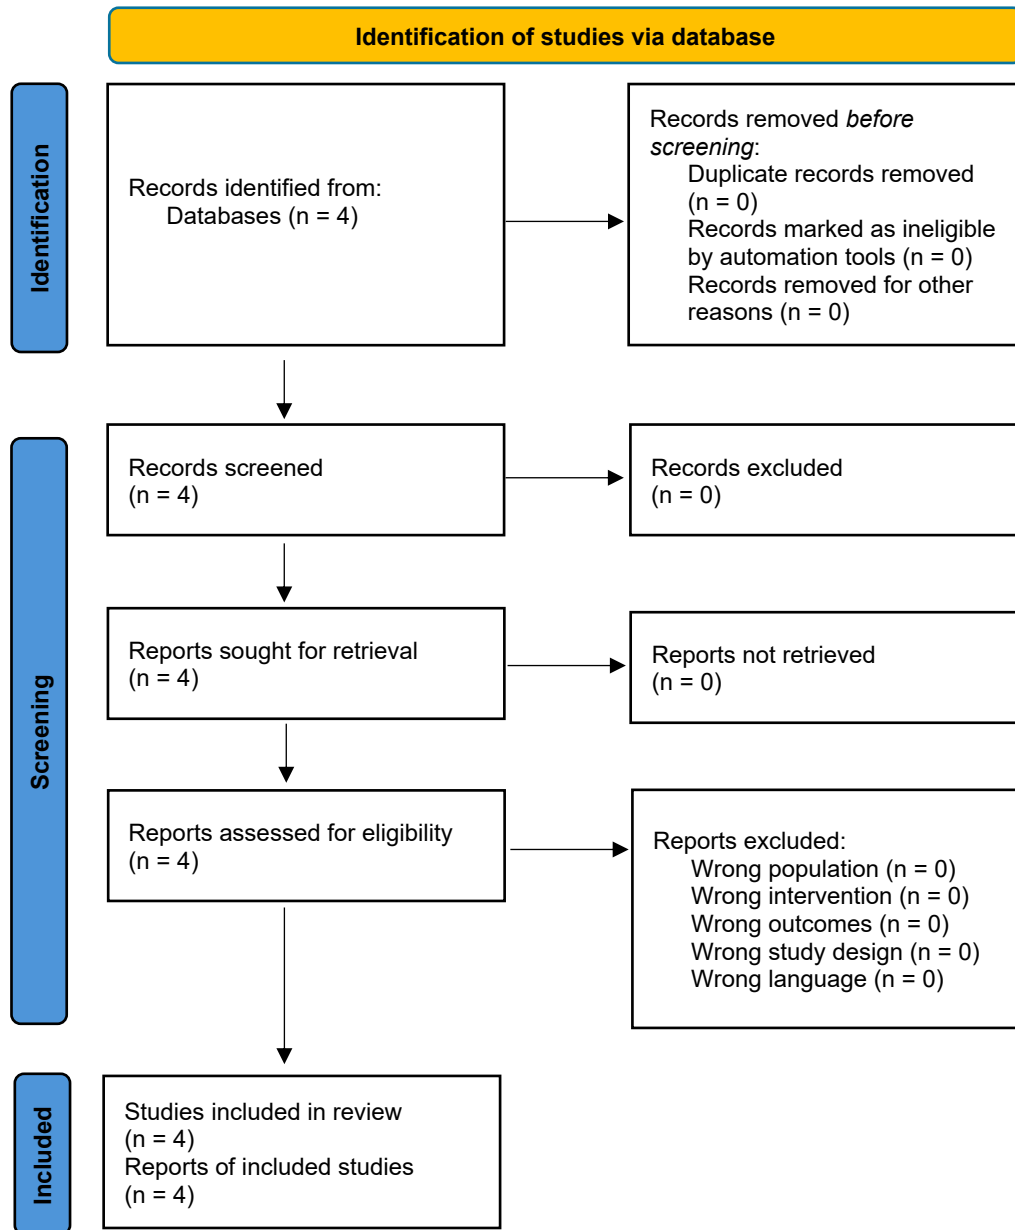 Identification of studies via database
Identification
Records identified from:
Databases (n = 4)
Records removed before
screening:
Duplicate records removed
(n = 0)
Records marked as ineligible
by automation tools (n = 0)
Records removed for other
reasons (n = 0)
Screening
Records screened
(n = 4)
Records excluded
(n = 0)
Reports sought for retrieval
(n = 4)
Reports not retrieved
(n = 0)
Reports assessed for eligibility
(n = 4)
Reports excluded:
Wrong population (n = 0)
Wrong intervention (n = 0)
Wrong outcomes (n = 0)
Wrong study design (n = 0)
Wrong language (n = 0)
Included
Studies included in review
(n = 4)
Reports of included studies
(n = 4)